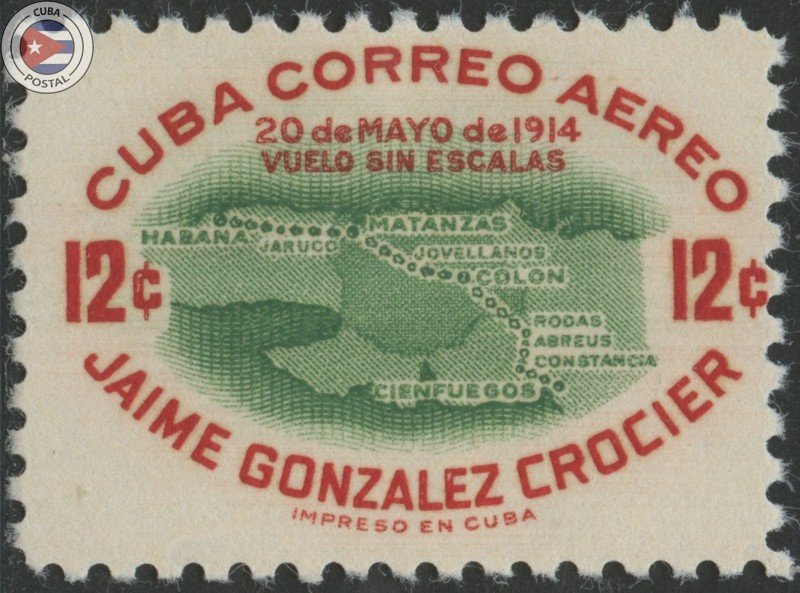 CUBA
POSTAL
CUBA CORREO AEREO
20 de MAYO de 1914
VUELO SIN ESCALAS
HABANA
JARUCO
MATANZAS
JOVELLANOS
COLON
RODAS
ABREUS
CONSTANCIA
CIENFUEGOS
12¢
12¢
JAIME GONZALEZ CROCIER
IMPRESO EN CUBA